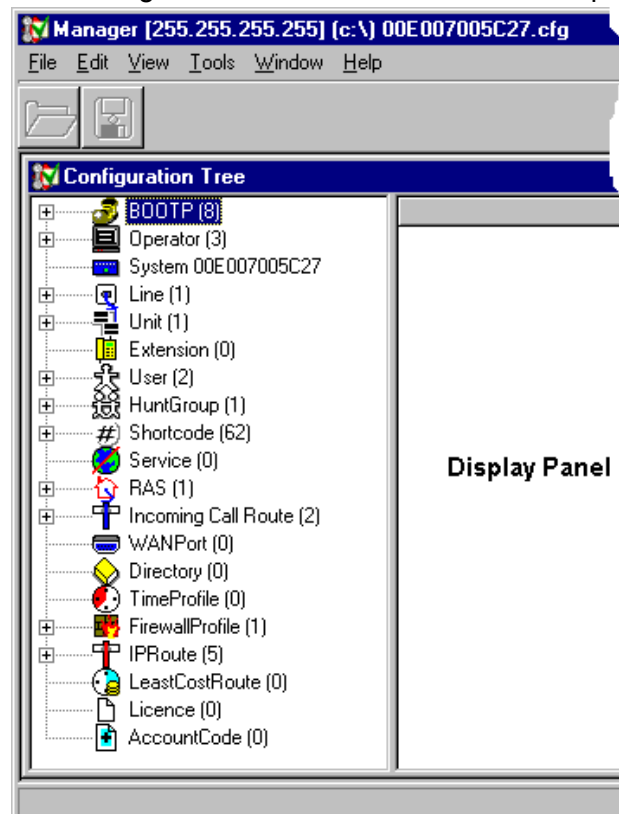 Manager [255.255.255.255] (c:\) 00E007005C27.cfg
File Edit View Tools Window Help
Configuration Tree
BOOTP (8)
Operator (3)
System 00E007005C27
Line (1)
Unit (1)
Extension (0)
User (2)
HuntGroup (1)
Shortcode (62)
Service (0)
RAS (1)
Incoming Call Route (2)
WANPort (0)
Directory (0)
TimeProfile (0)
FirewallProfile (1)
IPRoute (5)
LeastCostRoute (0)
Licence (0)
AccountCode (0)
Display Panel